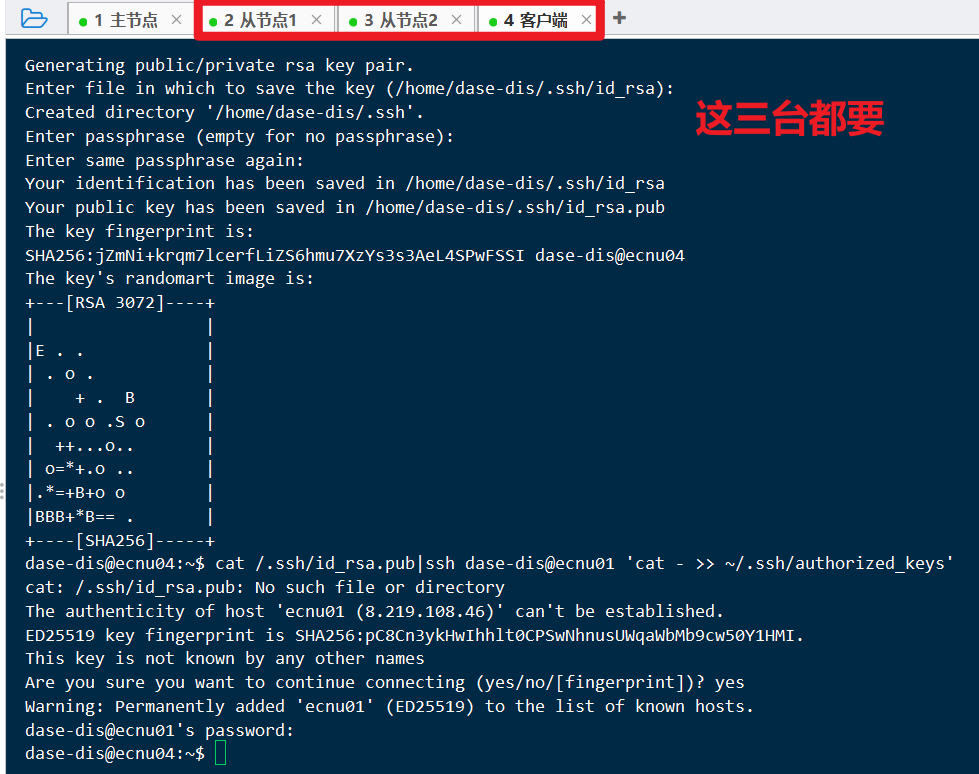 1 主节点 × 2 从节点1 × 3 从节点2 × 4 客户端 × +
Generating public/private rsa key pair.
Enter file in which to save the key (/home/dase-dis/.ssh/id_rsa):
Created directory '/home/dase-dis/.ssh'.
这三台都要
Enter passphrase (empty for no passphrase):
Enter same passphrase again:
Your identification has been saved in /home/dase-dis/.ssh/id_rsa
Your public key has been saved in /home/dase-dis/.ssh/id_rsa.pub
The key fingerprint is:
SHA256:jZmNi+krqm7lcerfLiZS6hmu7XzYs3s3AeL4SPwFSSI dase-dis@ecnu04
The key's randomart image is:
+---[RSA 3072]----+
|                 |
|E . .            |
| . o .           |
|    + .  B       |
| . o o .S o      |
|  ++...o..       |
| o=*+.o ..       |
|.*=+B+o o        |
|BBB+*B== .       |
+----[SHA256]-----+
dase-dis@ecnu04:~$ cat /.ssh/id_rsa.pub|ssh dase-dis@ecnu01 'cat - >> ~/.ssh/authorized_keys'
cat: /.ssh/id_rsa.pub: No such file or directory
The authenticity of host 'ecnu01 (8.219.108.46)' can't be established.
ED25519 key fingerprint is SHA256:pC8Cn3ykHwIhhlt0CPSwNhnusUWqaWbMb9cw50Y1HMI.
This key is not known by any other names
Are you sure you want to continue connecting (yes/no/[fingerprint])? yes
Warning: Permanently added 'ecnu01' (ED25519) to the list of known hosts.
dase-dis@ecnu01's password:
dase-dis@ecnu04:~$